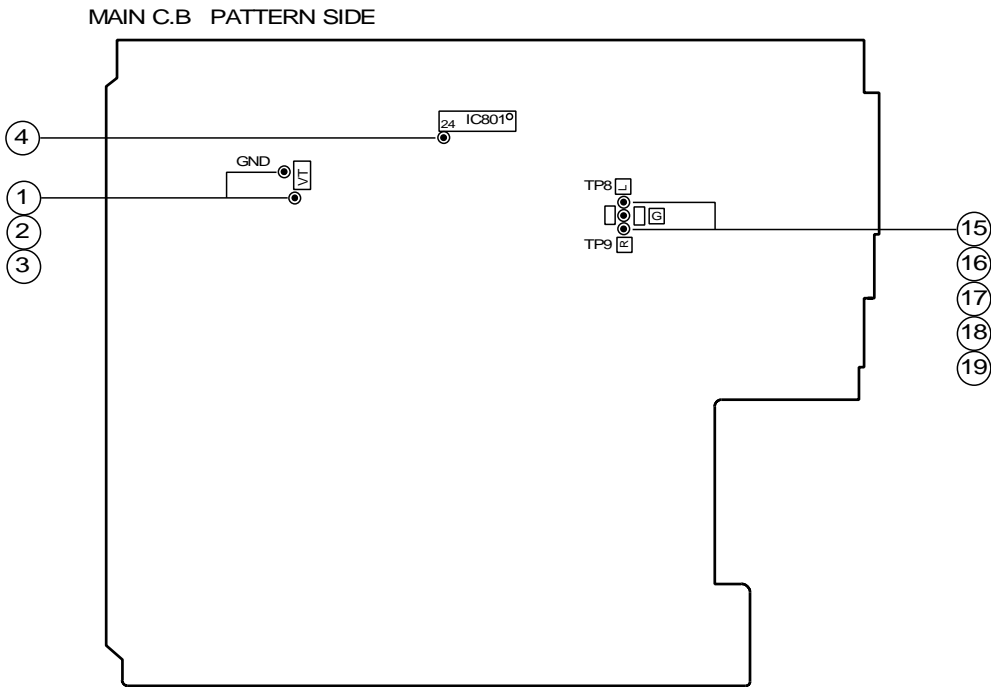 MAIN C.B PATTERN SIDE
4
24 IC801
GND
VT
1
2
3
TP8 L
G
TP9 R
15
16
17
18
19